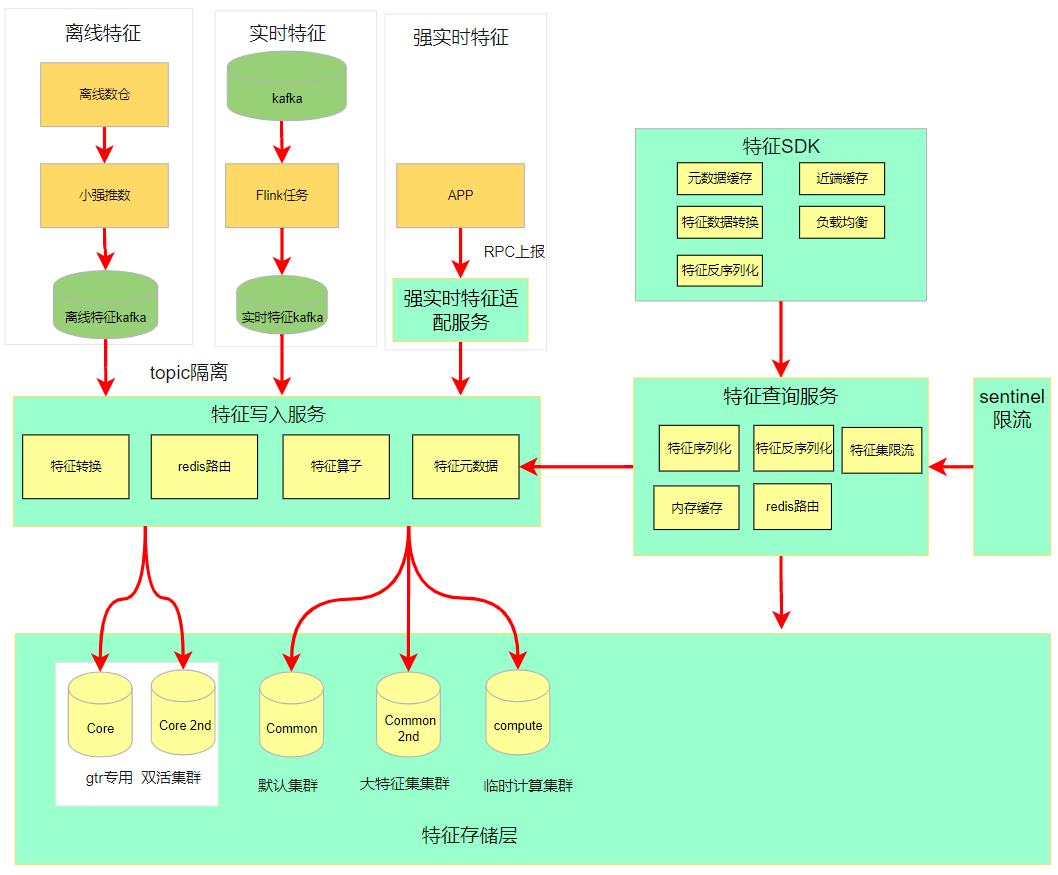 离线特征
离线数仓
小强推数
离线特征kafka
实时特征
kafka
Flink任务
实时特征kafka
强实时特征
APP
RPC上报
强实时特征适
配服务
topic隔离
特征写入服务
特征转换
redis路由
特征算子
特征元数据
特征SDK
元数据缓存
近端缓存
特征数据转换
负载均衡
特征反序列化
特征查询服务
特征序列化
特征反序列化
特征集限流
内存缓存
redis路由
sentinel
限流
Core
Core 2nd
gtr专用
双活集群
Common
默认集群
Common
2nd
大特征集集群
compute
临时计算集群
特征存储层